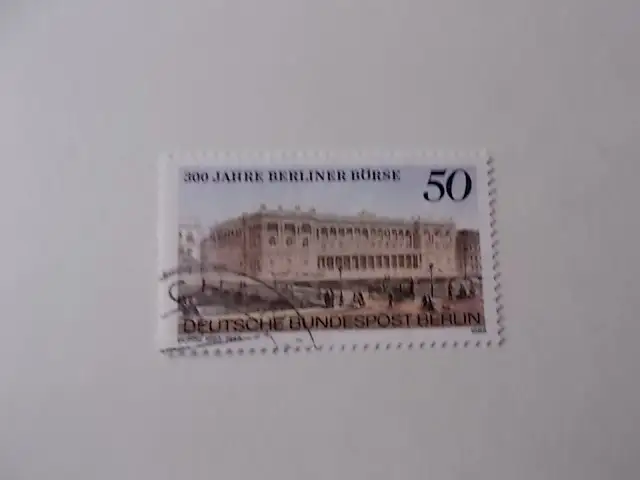 300 JAHRE BERLINER BÖRSE
50
DEUTSCHE BUNDESPOST BERLIN